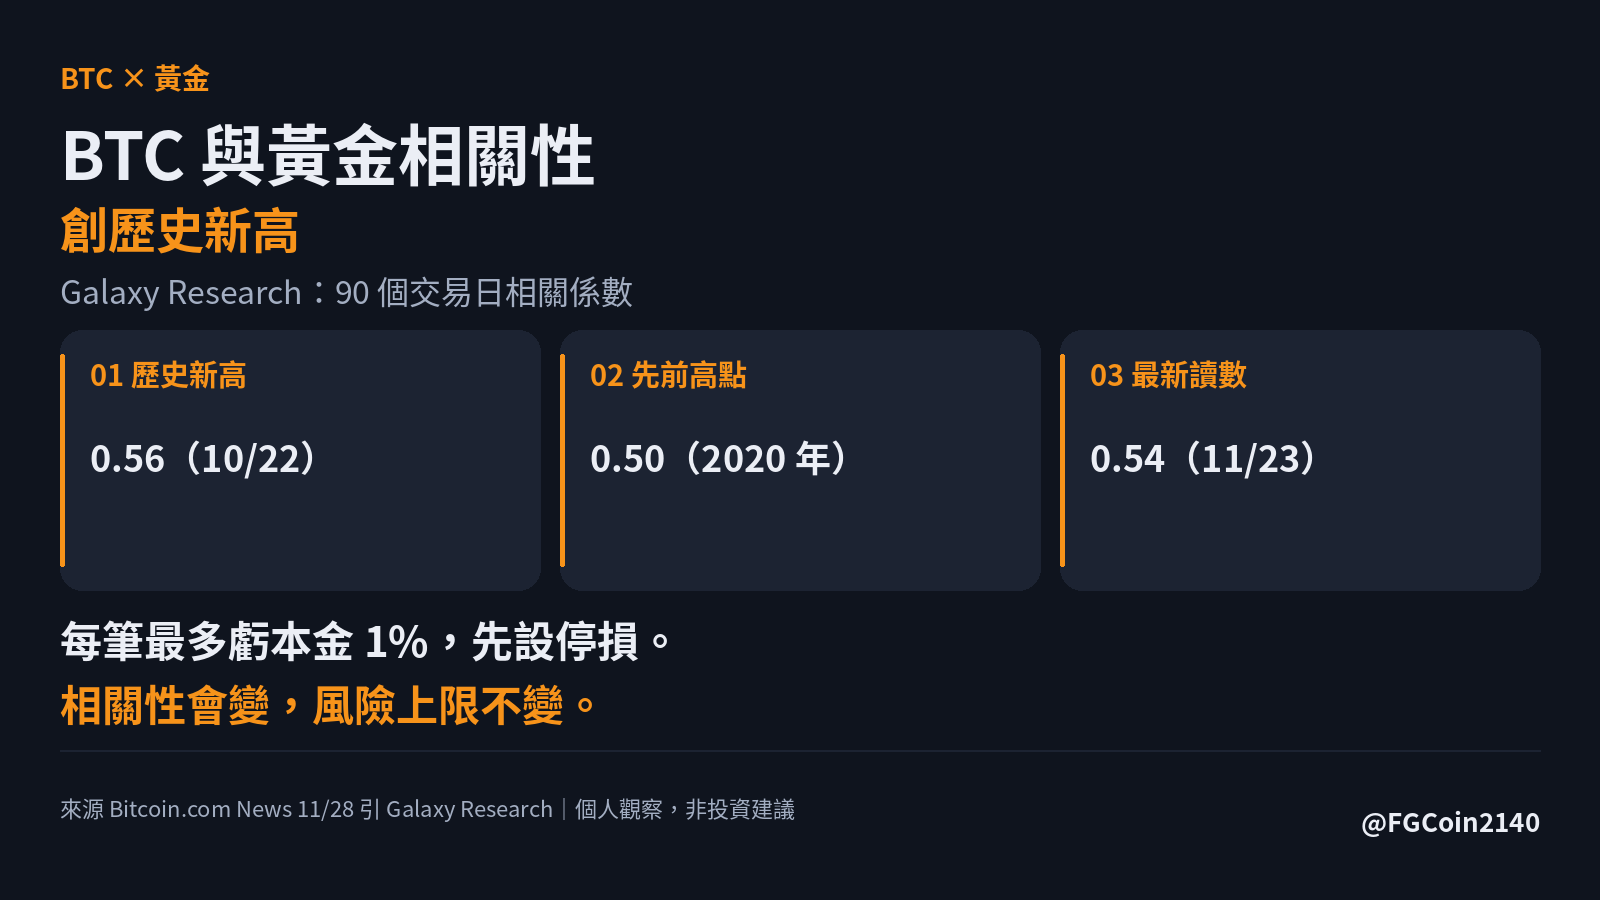 BTC × 黃金
BTC 與黃金相關性
創歷史新高
Galaxy Research：90 個交易日相關係數
01 歷史新高
0.56（10/22）
02 先前高點
0.50（2020 年）
03 最新讀數
0.54（11/23）
每筆最多虧本金 1%，先設停損。
相關性會變，風險上限不變。
來源 Bitcoin.com News 11/28 引 Galaxy Research｜個人觀察，非投資建議
@FGCoin2140